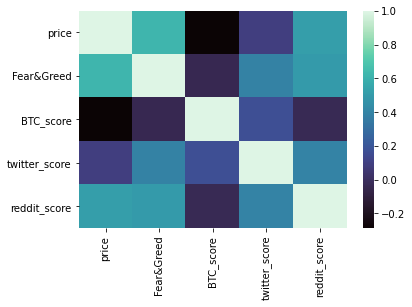 price
Fear&Greed
BTC_score
twitter_score
reddit_score
price
Fear&Greed
BTC_score
twitter_score
reddit_score
1.0
0.8
0.6
0.4
0.2
0.0
−0.2